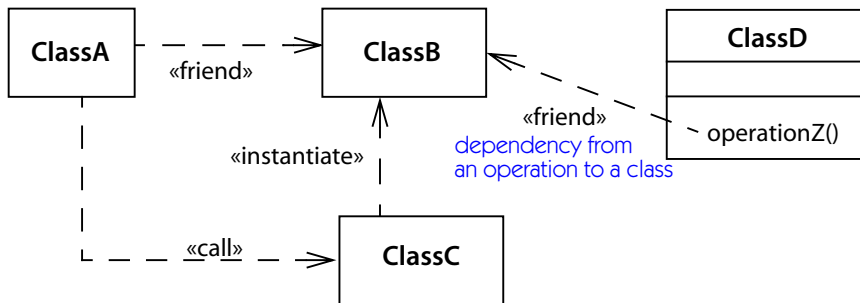 ClassA
ClassB
ClassD
«friend»
«friend»
operationZ()
dependency from
an operation to a class
«instantiate»
«call»
ClassC